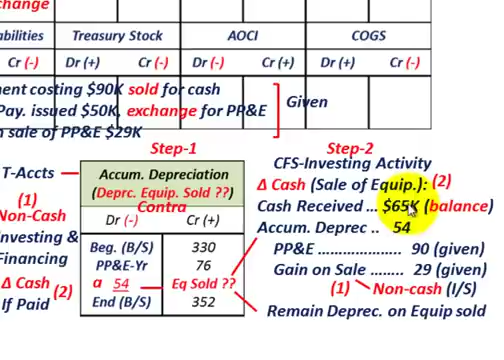 change
abilities
Treasury Stock
AOCI
COGS
Cr (-)
Dr (+)
Cr (-)
Dr (-)
Cr (+)
Dr (+)
Cr (-)
ment costing $90K sold for cash
Pay. issued $50K, exchange for PP&E
n sale of PP&E $29K
Given
Step-1
Step-2
T-Accts
Accum. Depreciation
(Deprc. Equip. Sold ??)
Contra
Dr (-)
Cr (+)
Beg. (B/S)
330
PP&E-Yr
76
a 54
Eq Sold ??
End (B/S)
352
(1)
Non-Cash
Investing &
Financing
Δ Cash (2)
If Paid
CFS-Investing Activity
Δ Cash (Sale of Equip.): (2)
Cash Received ... $65K (balance)
Accum. Deprec .. 54
PP&E .................... 90 (given)
Gain on Sale ........ 29 (given)
(1) Non-cash (I/S)
Remain Deprec. on Equip sold